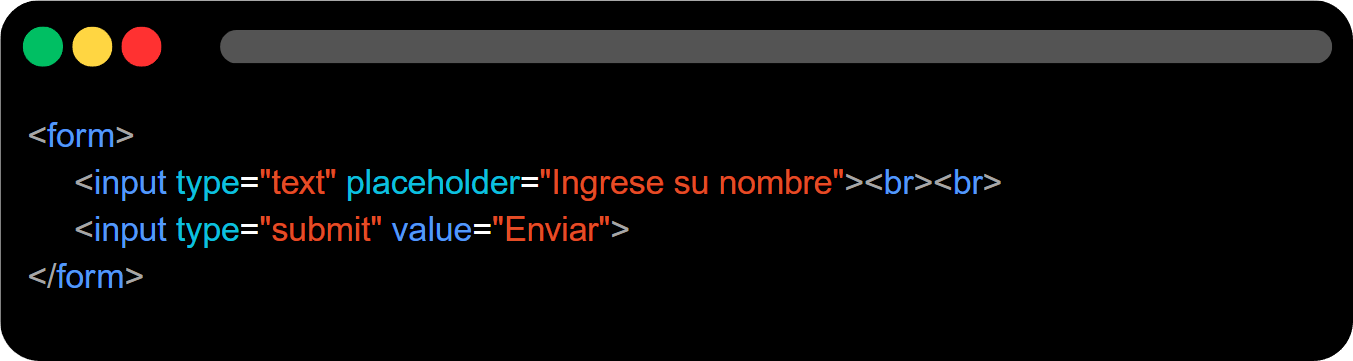 <form>
<input type="text" placeholder="Ingrese su nombre"><br><br>
<input type="submit" value="Enviar">
</form>